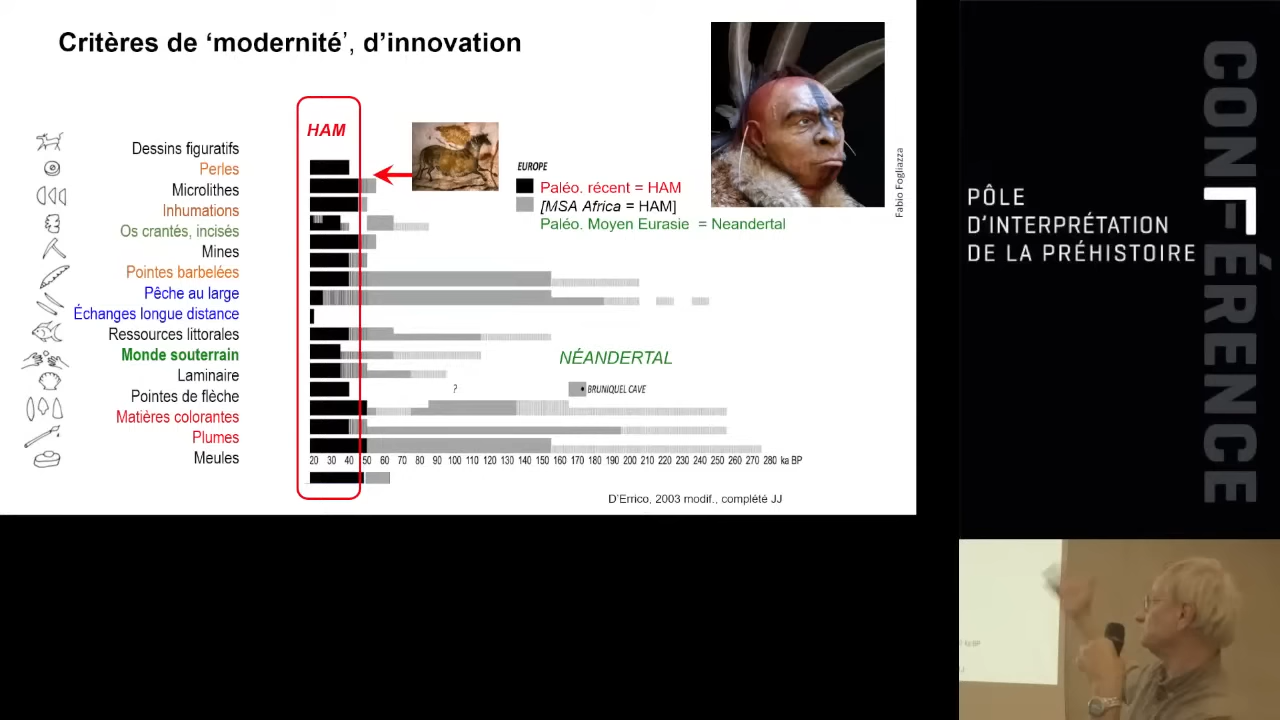 Critères de ‘modernité’, d’innovation
HAM
Dessins figuratifs
Perles
Microlithes
Inhumations
Os crantés, incisés
Mines
Pointes barbelées
Pêche au large
Échanges longue distance
Ressources littorales
Monde souterrain
Laminaire
Pointes de flèche
Matières colorantes
Plumes
Meules
EUROPE
Paléo. récent = HAM
[MSA Africa = HAM]
Paléo. Moyen Eurasie = Neandertal
NÉANDERTAL
?
BRUNIQUEL CAVE
20 30 40 50 60 70 80 90 100 110 120 130 140 150 160 170 180 190 200 210 220 230 240 250 260 270 280 ka BP
D’Errico, 2003 modif., complété JJ
Fabio Fogliazza
PÔLE
D’INTERPRÉTATION
DE LA PRÉHISTOIRE
CONFÉRENCE